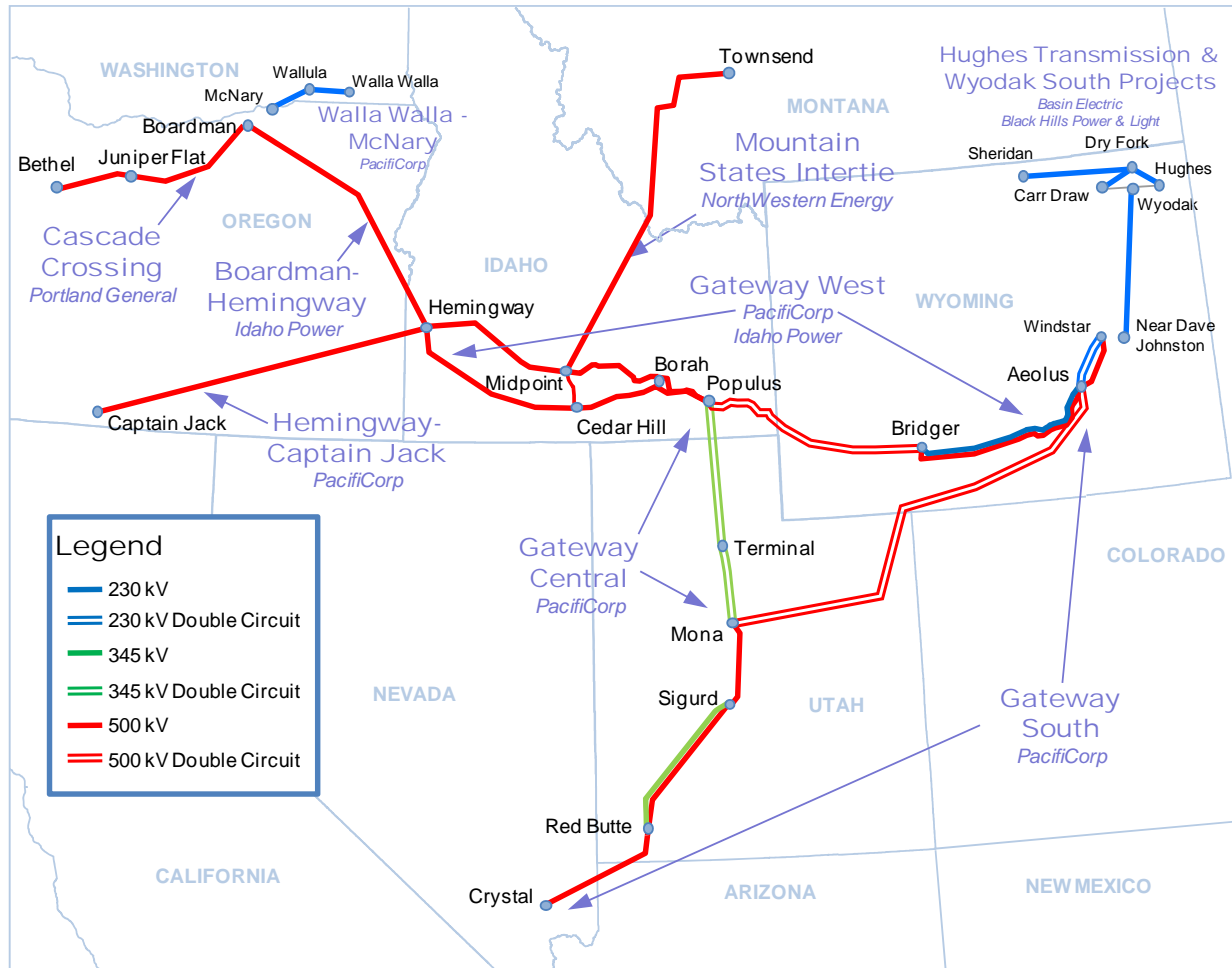 WASHINGTON
Wallula
Walla Walla
McNary
Boardman
Walla Walla -
McNary
PacifiCorp
Bethel
Juniper Flat
Cascade
Crossing
Portland General
OREGON
Boardman-
Hemingway
Idaho Power
Townsend
MONTANA
Mountain
States Intertie
NorthWestern Energy
Hughes Transmission &
Wyodak South Projects
Basin Electric
Black Hills Power & Light
Sheridan
Dry Fork
Hughes
Carr Draw
Wyodak
IDAHO
Gateway West
PacifiCorp
Idaho Power
WYOMING
Hemingway
Windstar
Near Dave
Johnston
Midpoint
Borah
Populus
Aeolus
Captain Jack
Hemingway-
Captain Jack
PacifiCorp
Cedar Hill
Bridger
Legend
230 kV
230 kV Double Circuit
345 kV
345 kV Double Circuit
500 kV
500 kV Double Circuit
Gateway
Central
PacifiCorp
Terminal
COLORADO
Mona
NEVADA
Sigurd
UTAH
Gateway
South
PacifiCorp
Red Butte
CALIFORNIA
Crystal
ARIZONA
NEW MEXICO